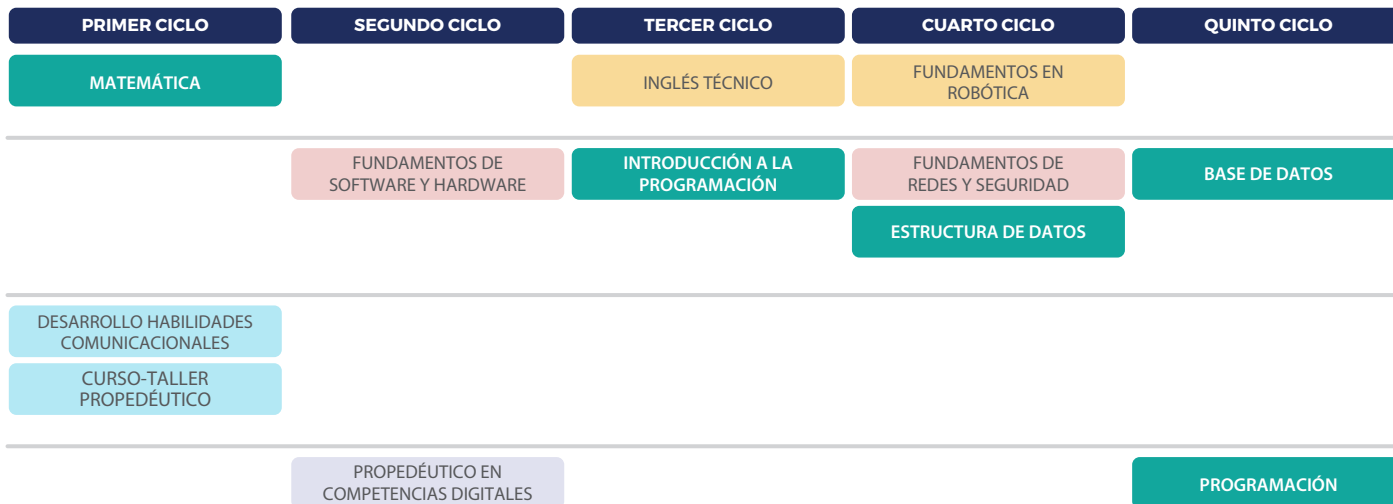 PRIMER CICLO
SEGUNDO CICLO
TERCER CICLO
CUARTO CICLO
QUINTO CICLO
MATEMÁTICA
INGLÉS TÉCNICO
FUNDAMENTOS EN
ROBÓTICA
FUNDAMENTOS DE
SOFTWARE Y HARDWARE
INTRODUCCIÓN A LA
PROGRAMACIÓN
FUNDAMENTOS DE
REDES Y SEGURIDAD
BASE DE DATOS
ESTRUCTURA DE DATOS
DESARROLLO HABILIDADES
COMUNICACIONALES
CURSO-TALLER
PROPEDÉUTICO
PROPEDÉUTICO EN
COMPETENCIAS DIGITALES
PROGRAMACIÓN